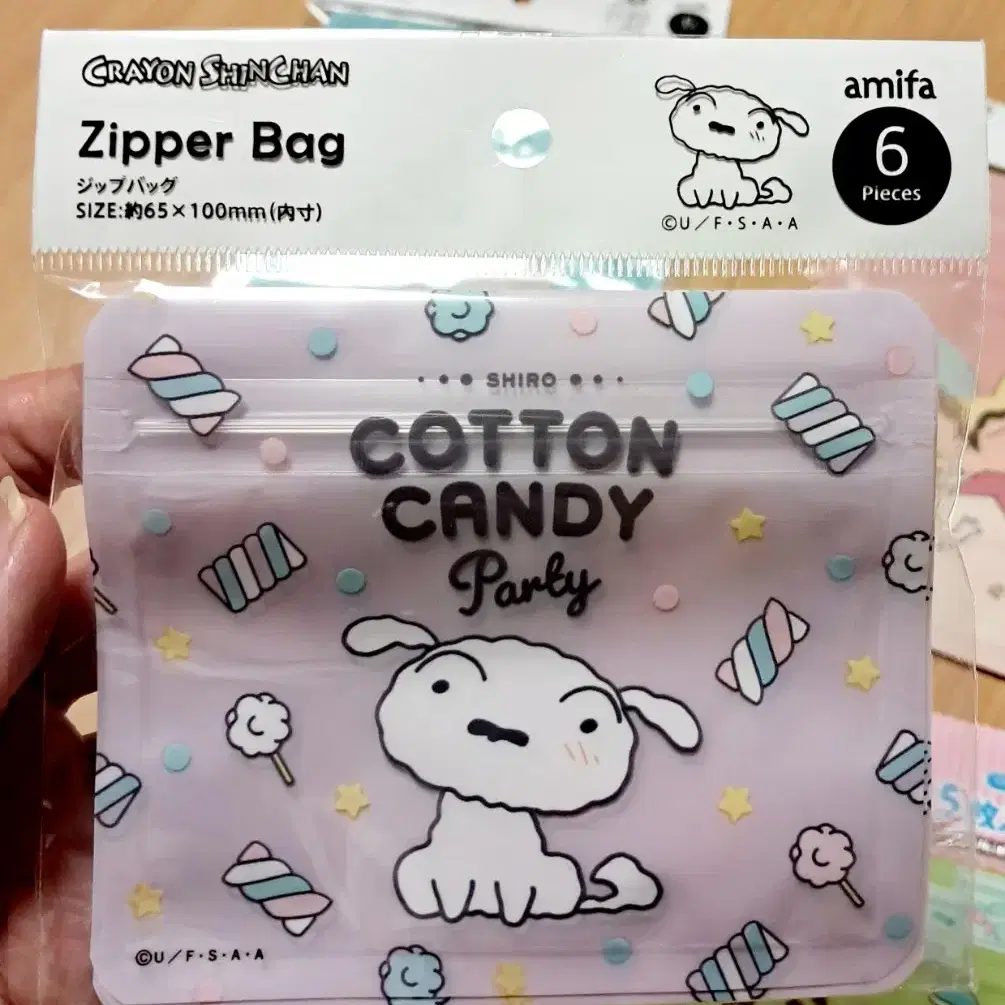 CRAYON SHINCHAN
Zipper Bag
ジップバッグ
SIZE:約65×100mm(内寸)
©U/F・S・A・A
amifa
6
Pieces
SHIRO
COTTON
CANDY
Party
©U/F・S・A・A